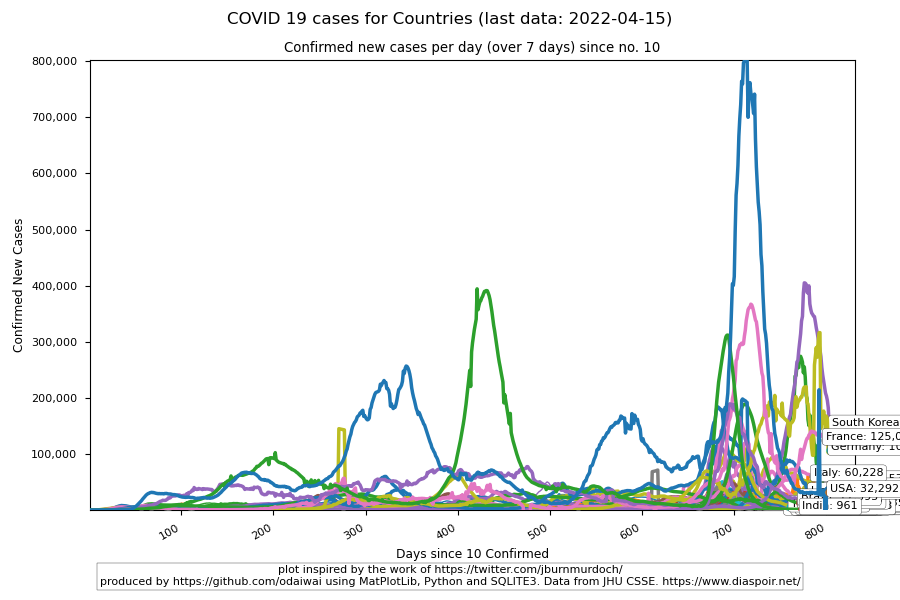 COVID 19 cases for Countries (last data: 2022-04-15)
Confirmed new cases per day (over 7 days) since no. 10
800,000
700,000
600,000
500,000
400,000
300,000
200,000
100,000
Confirmed New Cases
South Korea
France: 125,0
Germany: 10
Italy: 60,228
USA: 32,292
India: 961
100
200
300
400
500
600
700
800
Days since 10 Confirmed
plot inspired by the work of https://twitter.com/jburnmurdoch/
produced by https://github.com/odaiwai using MatPlotLib, Python and SQLITE3. Data from JHU CSSE. https://www.diaspoir.net/